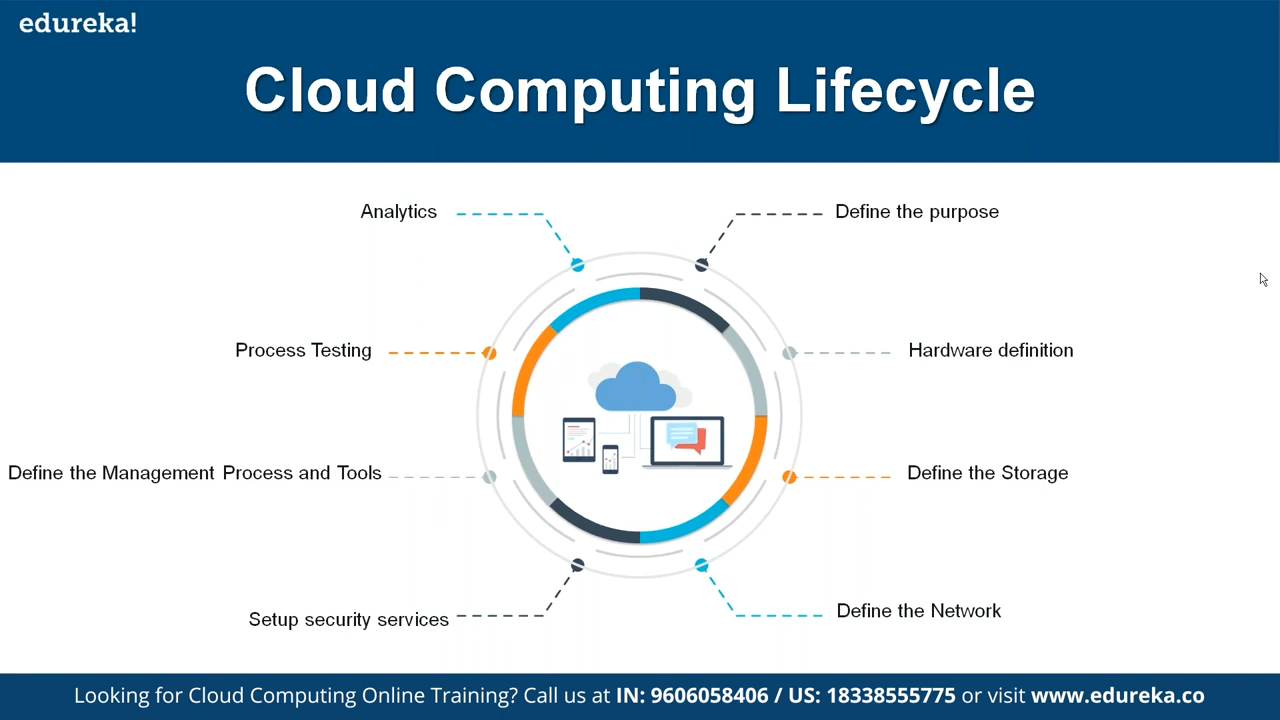 edureka!
Cloud Computing Lifecycle
Analytics
Define the purpose
Process Testing
Hardware definition
Define the Management Process and Tools
Define the Storage
Setup security services
Define the Network
Looking for Cloud Computing Online Training? Call us at IN: 9606058406 / US: 18338555775 or visit www.edureka.co